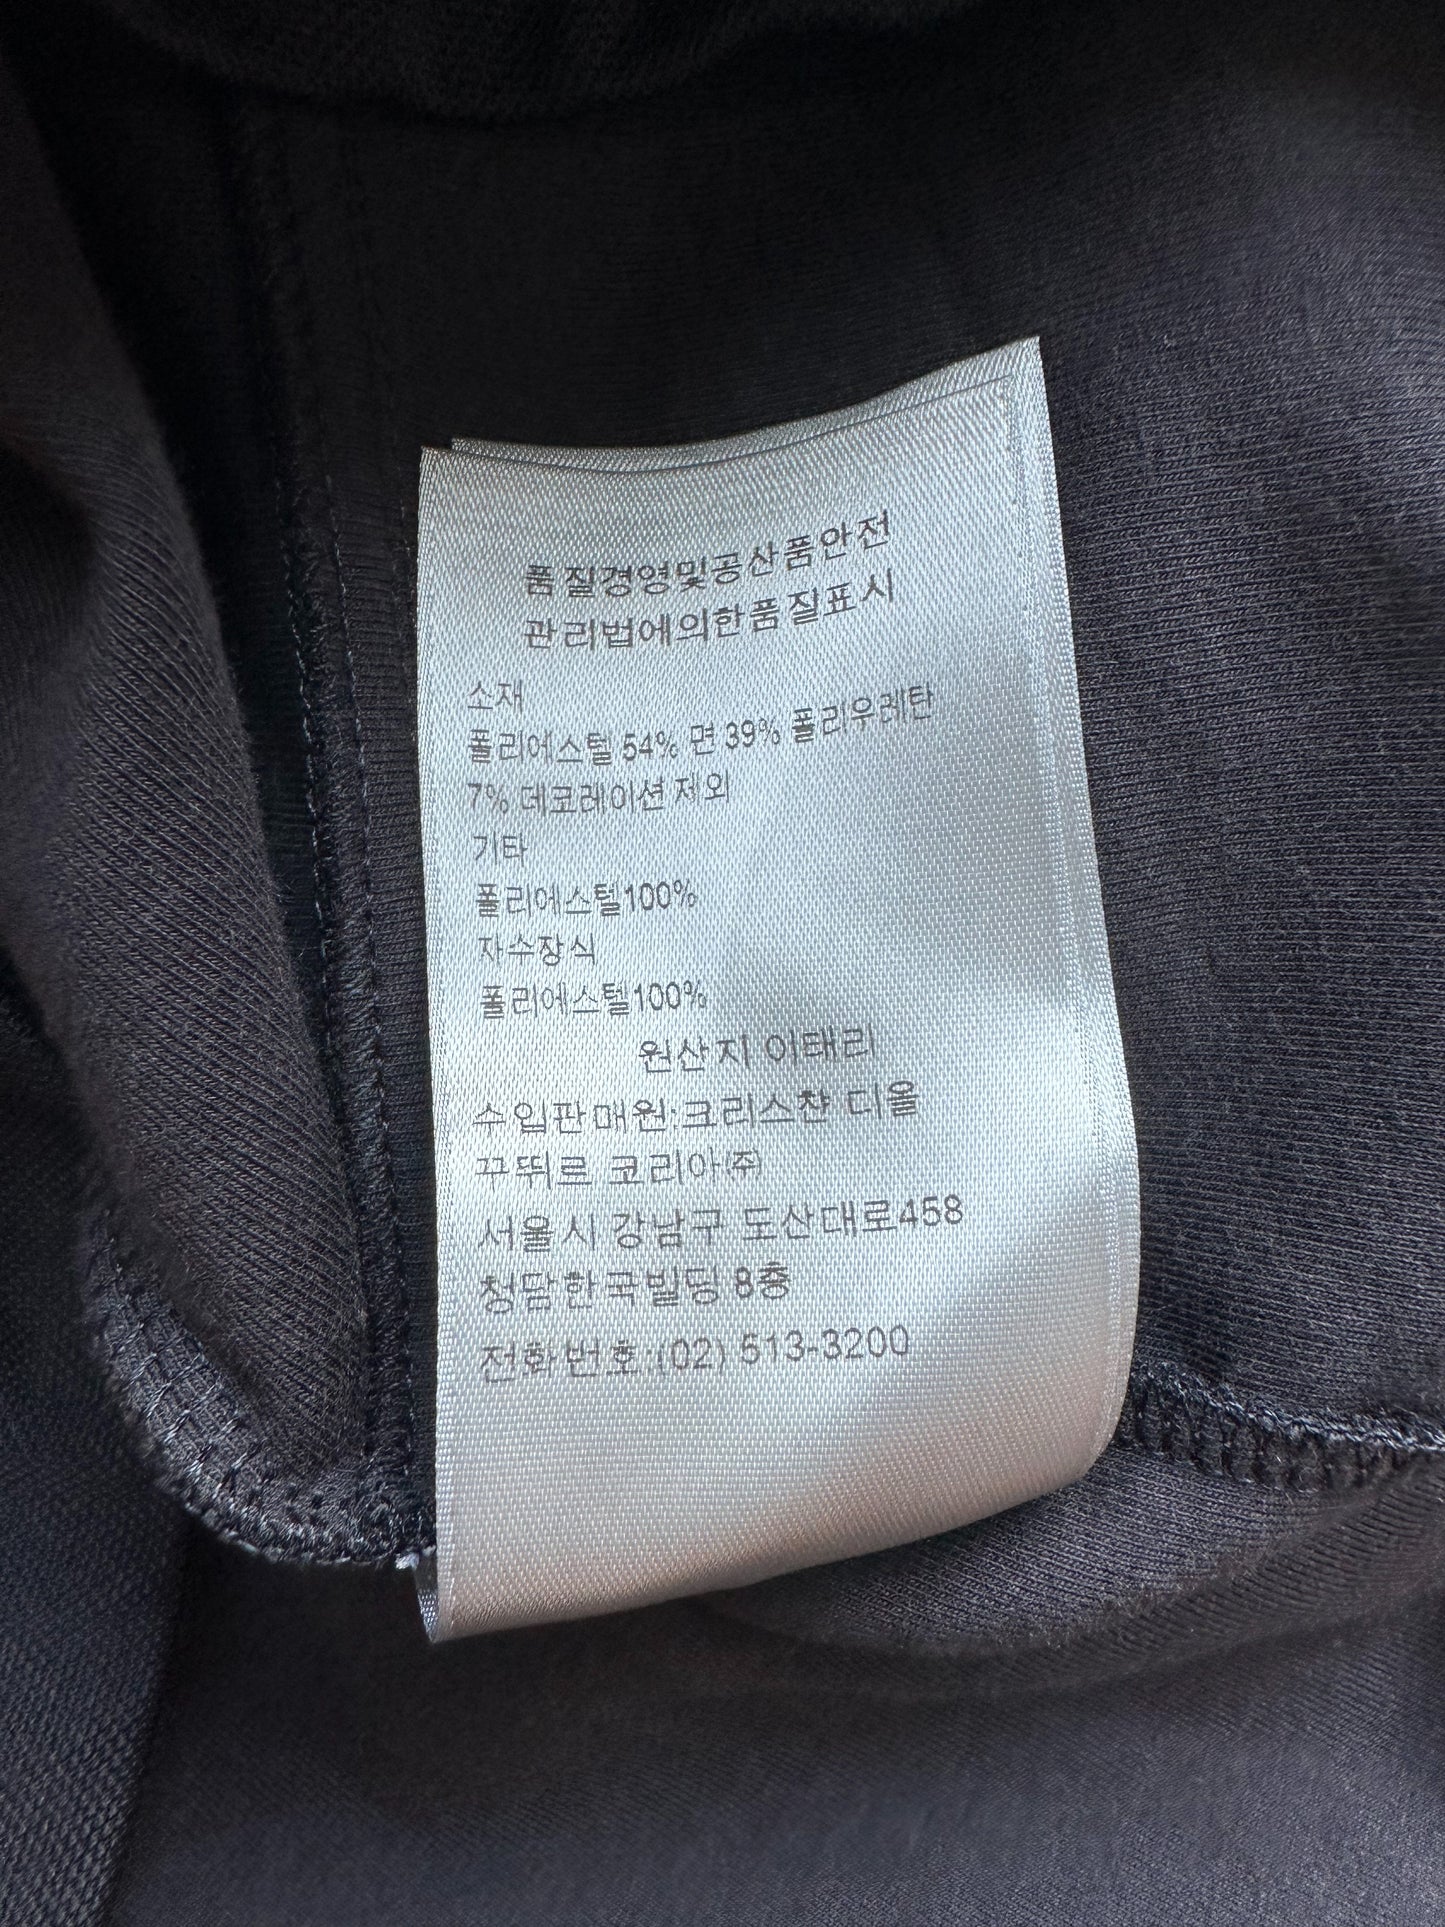 품질경영및공산품안전
관리법에의한품질표시
소재
폴리에스텔 54% 면 39% 폴리우레탄
7% 데코레이션 제외
기타
폴리에스텔100%
자수장식
폴리에스텔100%
원산지 이태리
수입판매원:크리스챤 디올
꾸뛰르 코리아(주)
서울시 강남구 도산대로458
청담한국빌딩 8층
전화번호:(02) 513-3200